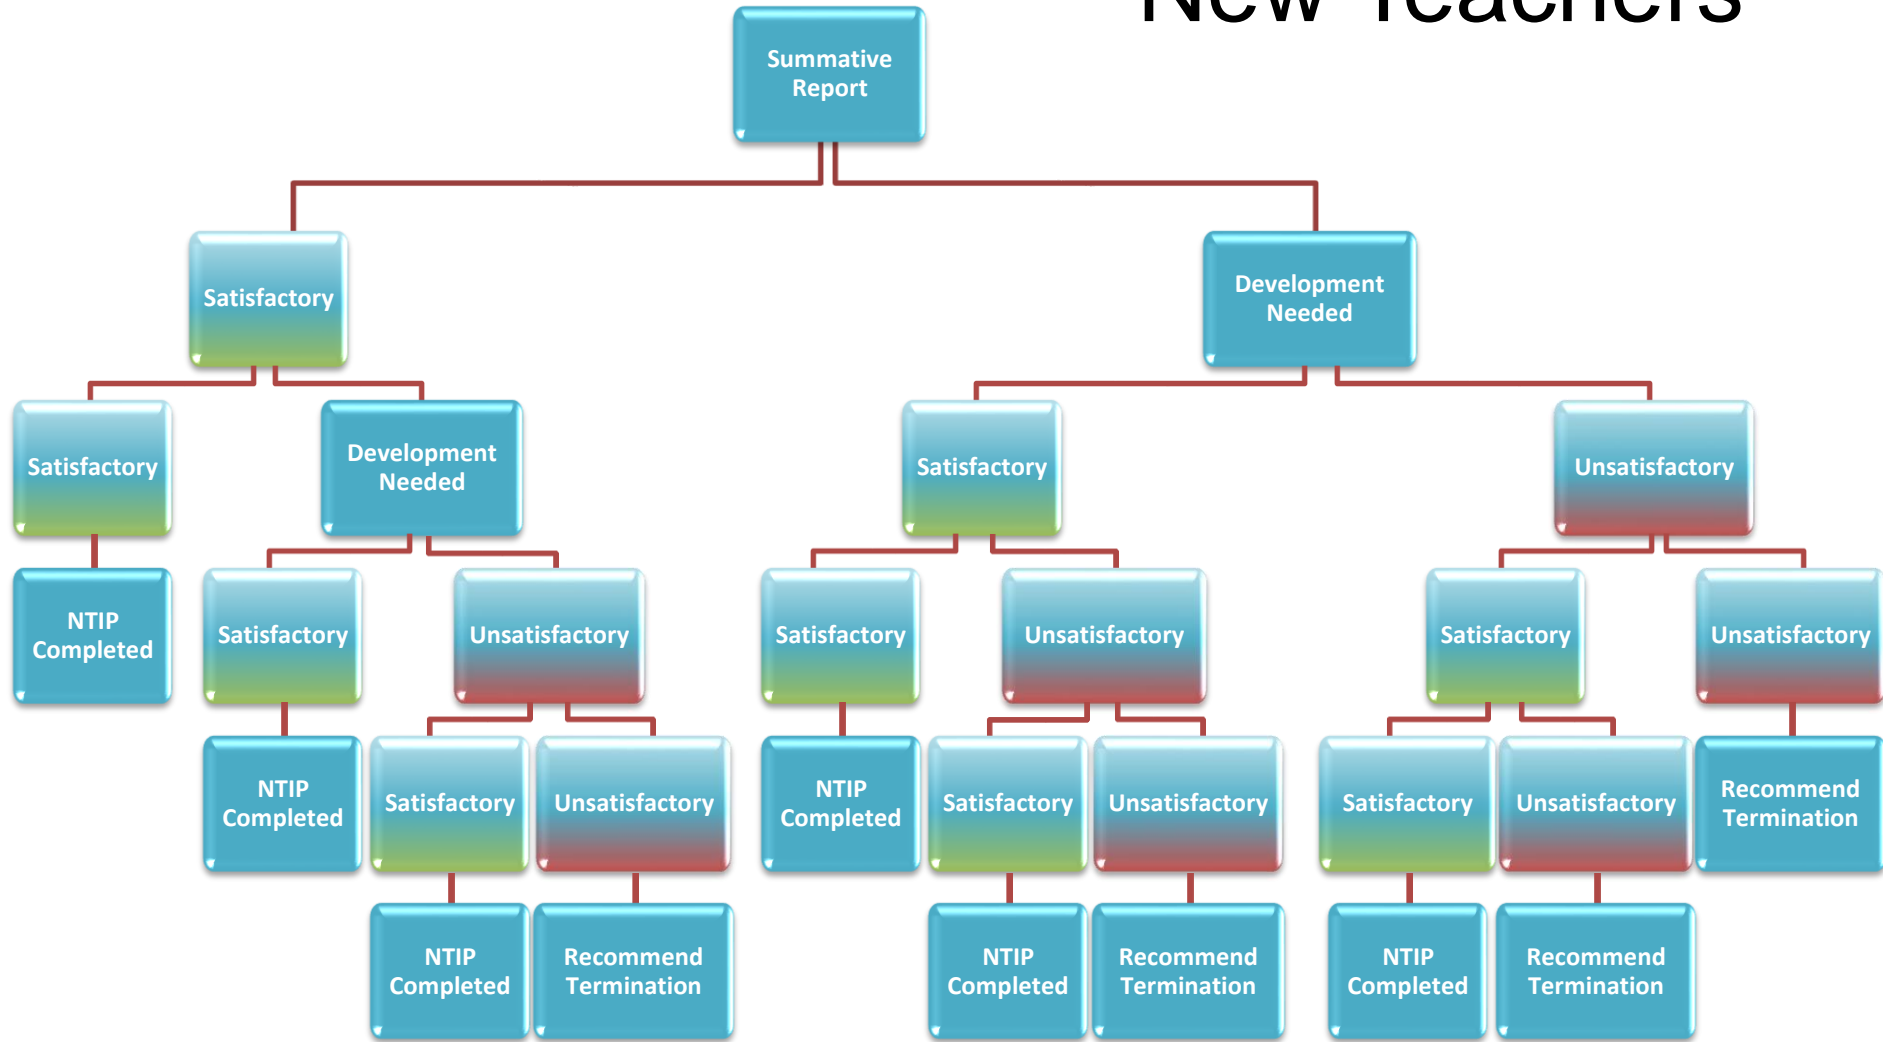 New Teachers
Summative
Report
Satisfactory
Development
Needed
Satisfactory
Development
Needed
Satisfactory
Unsatisfactory
NTIP
Completed
Satisfactory
Unsatisfactory
Satisfactory
Unsatisfactory
Satisfactory
Unsatisfactory
NTIP
Completed
Satisfactory
Unsatisfactory
NTIP
Completed
Satisfactory
Unsatisfactory
Satisfactory
Unsatisfactory
Recommend
Termination
NTIP
Completed
Recommend
Termination
NTIP
Completed
Recommend
Termination
NTIP
Completed
Recommend
Termination